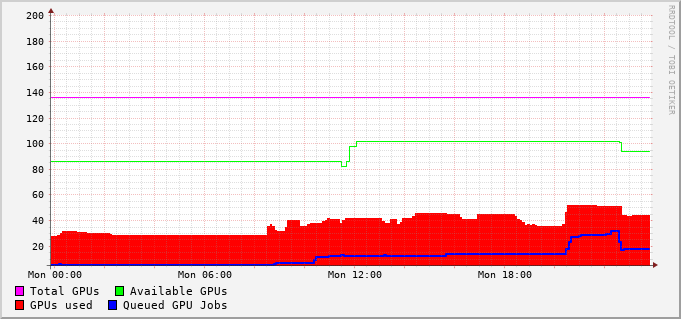 200
180
160
140
120
100
80
60
40
20
Mon 00:00 Mon 06:00 Mon 12:00 Mon 18:00
Total GPUs Available GPUs
GPUs used Queued GPU Jobs
RRDTOOL / TOBI OETIKER